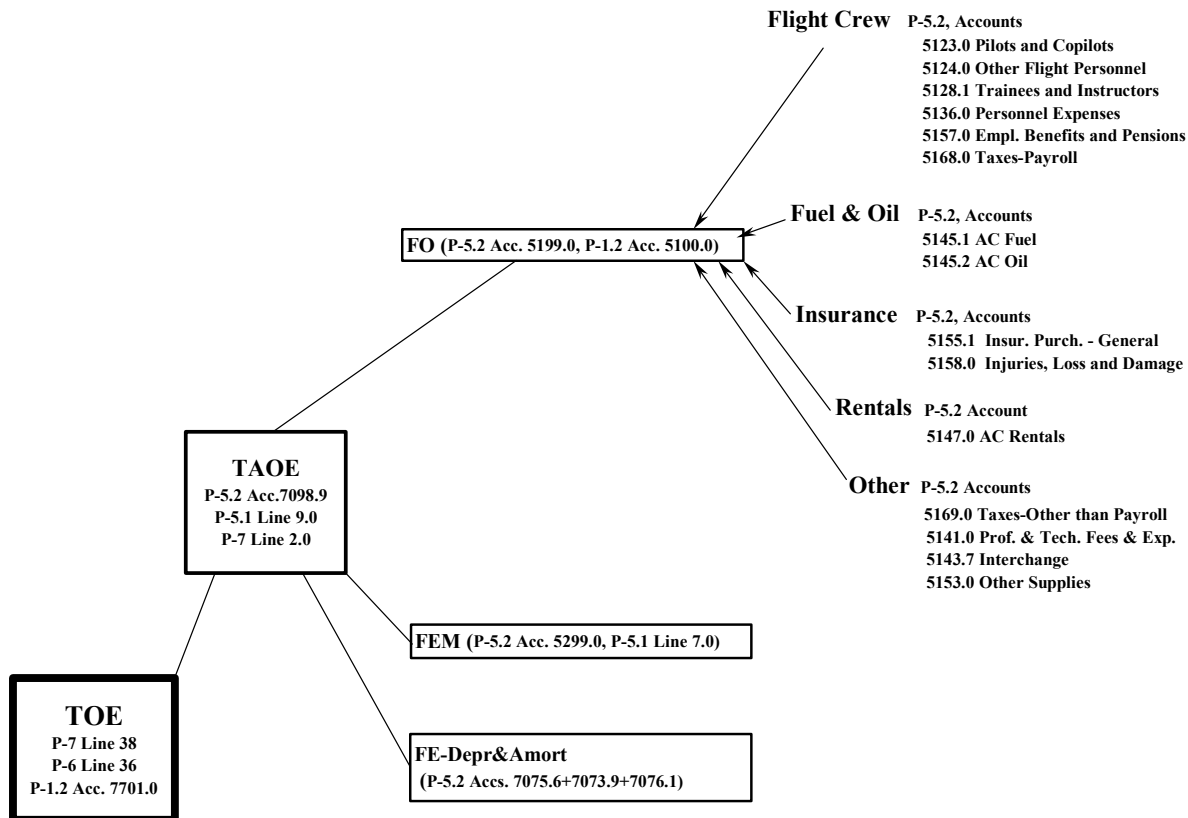 Flight Crew P-5.2, Accounts
5123.0 Pilots and Copilots
5124.0 Other Flight Personnel
5128.1 Trainees and Instructors
5136.0 Personnel Expenses
5157.0 Empl. Benefits and Pensions
5168.0 Taxes-Payroll
Fuel & Oil P-5.2, Accounts
5145.1 AC Fuel
5145.2 AC Oil
FO (P-5.2 Acc. 5199.0, P-1.2 Acc. 5100.0)
Insurance P-5.2, Accounts
5155.1 Insur. Purch. - General
5158.0 Injuries, Loss and Damage
Rentals P-5.2 Account
5147.0 AC Rentals
Other P-5.2 Accounts
5169.0 Taxes-Other than Payroll
5141.0 Prof. & Tech. Fees & Exp.
5143.7 Interchange
5153.0 Other Supplies
TAOE
P-5.2 Acc.7098.9
P-5.1 Line 9.0
P-7 Line 2.0
FEM (P-5.2 Acc. 5299.0, P-5.1 Line 7.0)
TOE
P-7 Line 38
P-6 Line 36
P-1.2 Acc. 7701.0
FE-Depr&Amort
(P-5.2 Accs. 7075.6+7073.9+7076.1)